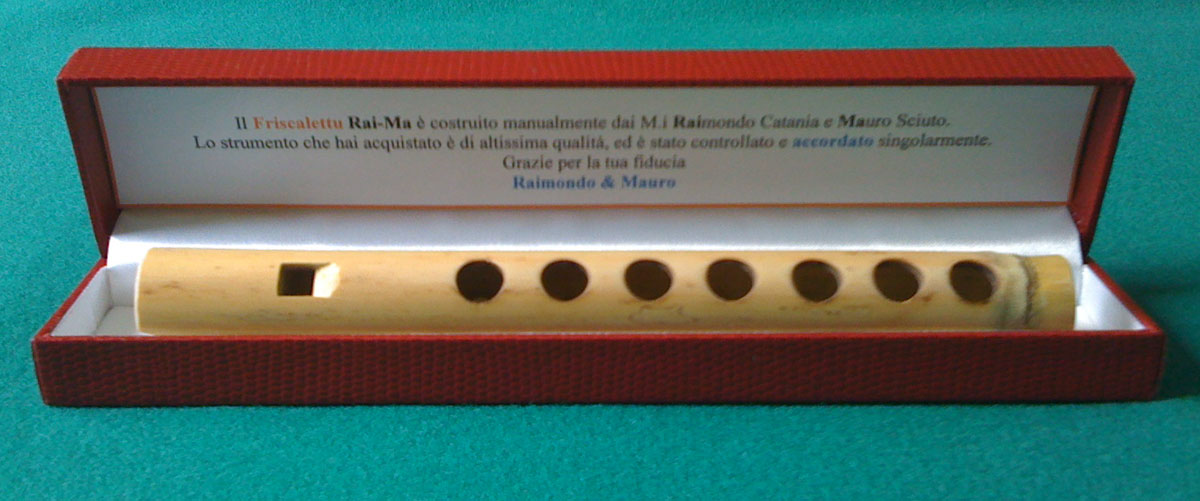 Il Friscalettu Rai-Ma è costruito manualmente dai M.i Raimondo Catania e Mauro Sciuto.
Lo strumento che hai acquistato è di altissima qualità, ed è stato controllato e accordato singolarmente.
Grazie per la tua fiducia
Raimondo & Mauro